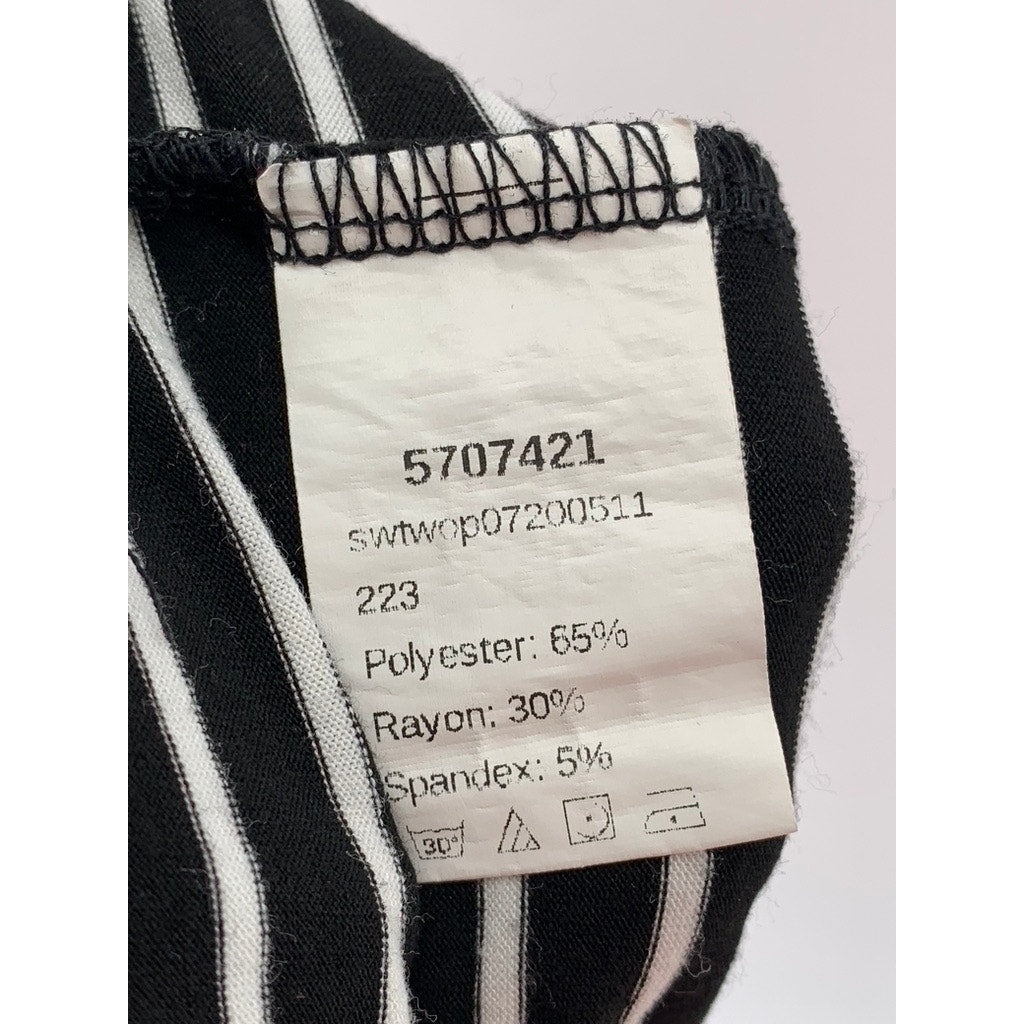 5707421
swtwop07200511
223
Polyester: 65%
Rayon: 30%
Spandex: 5%
30°